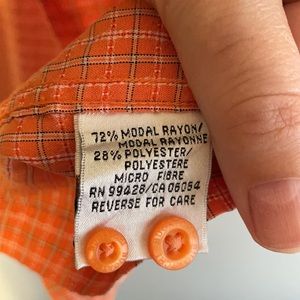 72% MODAL RAYON/
MODAL RAYONNE
28% POLYESTER/
POLYESTERE
MICRO FIBRE
RN 99428/CA 06054
REVERSE FOR CARE